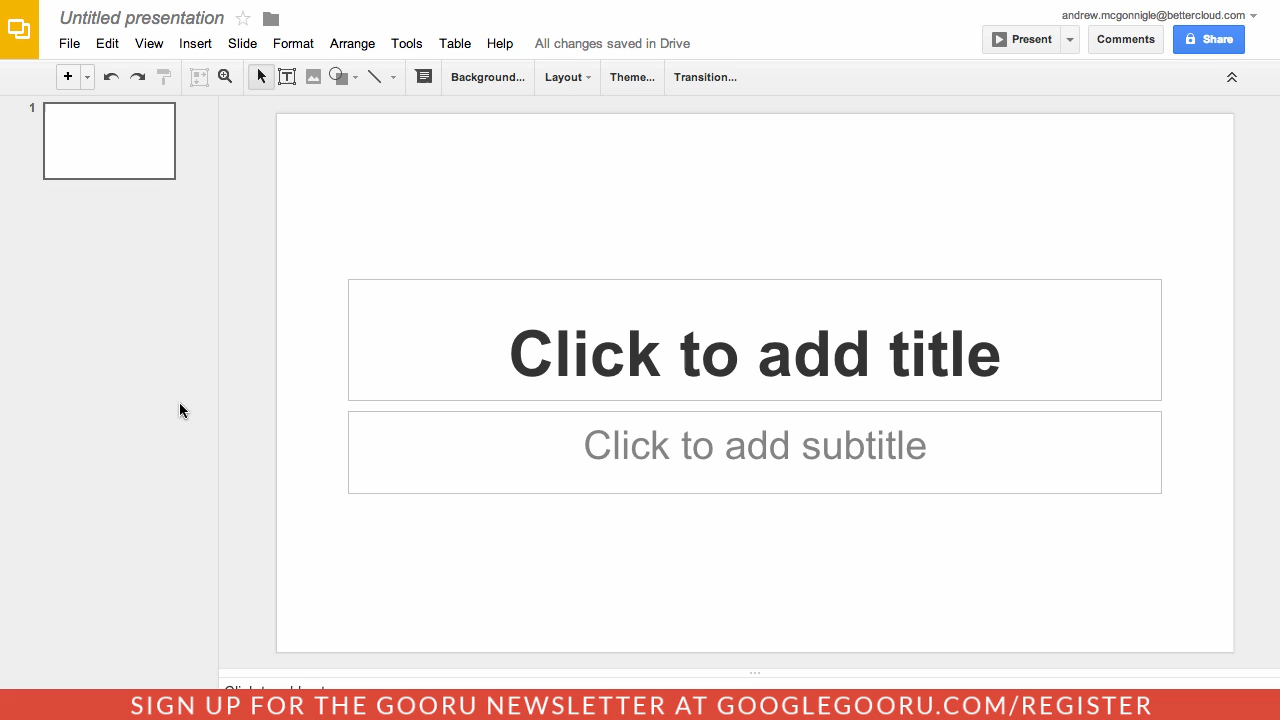 Untitled presentation
andrew.mcgonnigle@bettercloud.com
File Edit View Insert Slide Format Arrange Tools Table Help All changes saved in Drive
Present Comments Share
Background... Layout Theme... Transition...
1
Click to add title
Click to add subtitle
SIGN UP FOR THE GOORU NEWSLETTER AT GOOGLEGOORU.COM/REGISTER